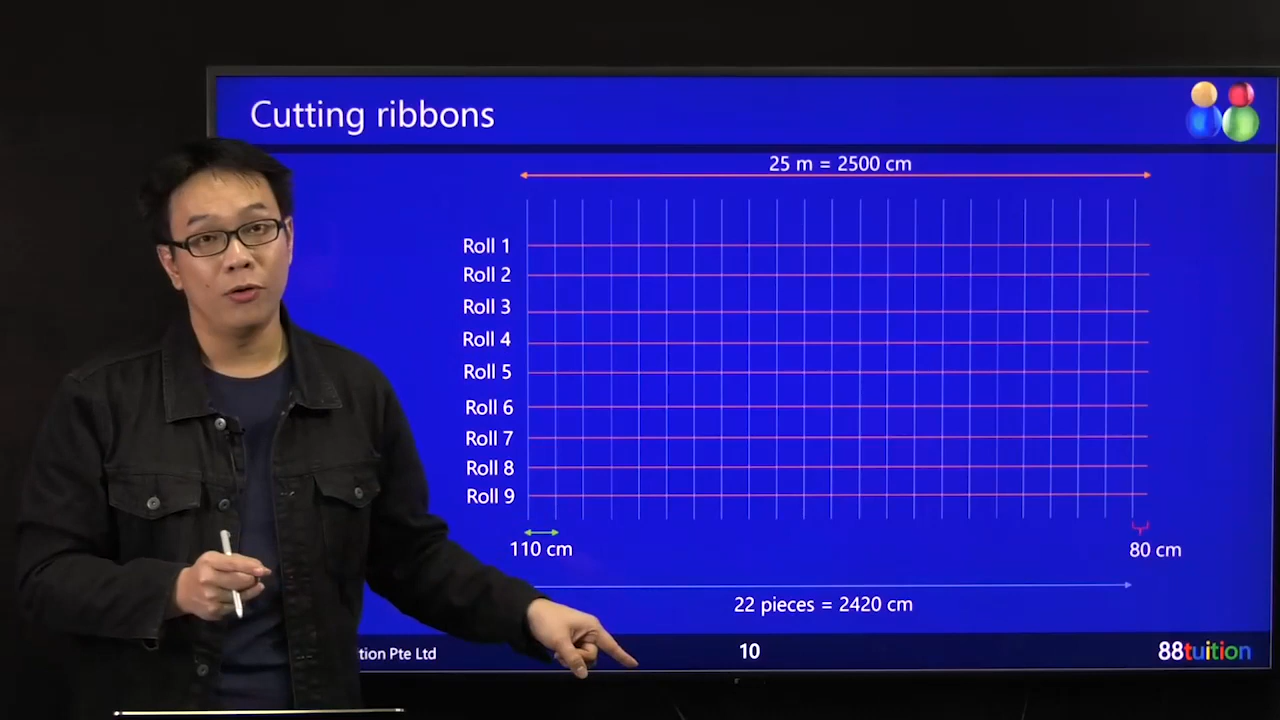 Cutting ribbons
25 m = 2500 cm
Roll 1
Roll 2
Roll 3
Roll 4
Roll 5
Roll 6
Roll 7
Roll 8
Roll 9
110 cm
80 cm
22 pieces = 2420 cm
Pte Ltd
10
88tuition